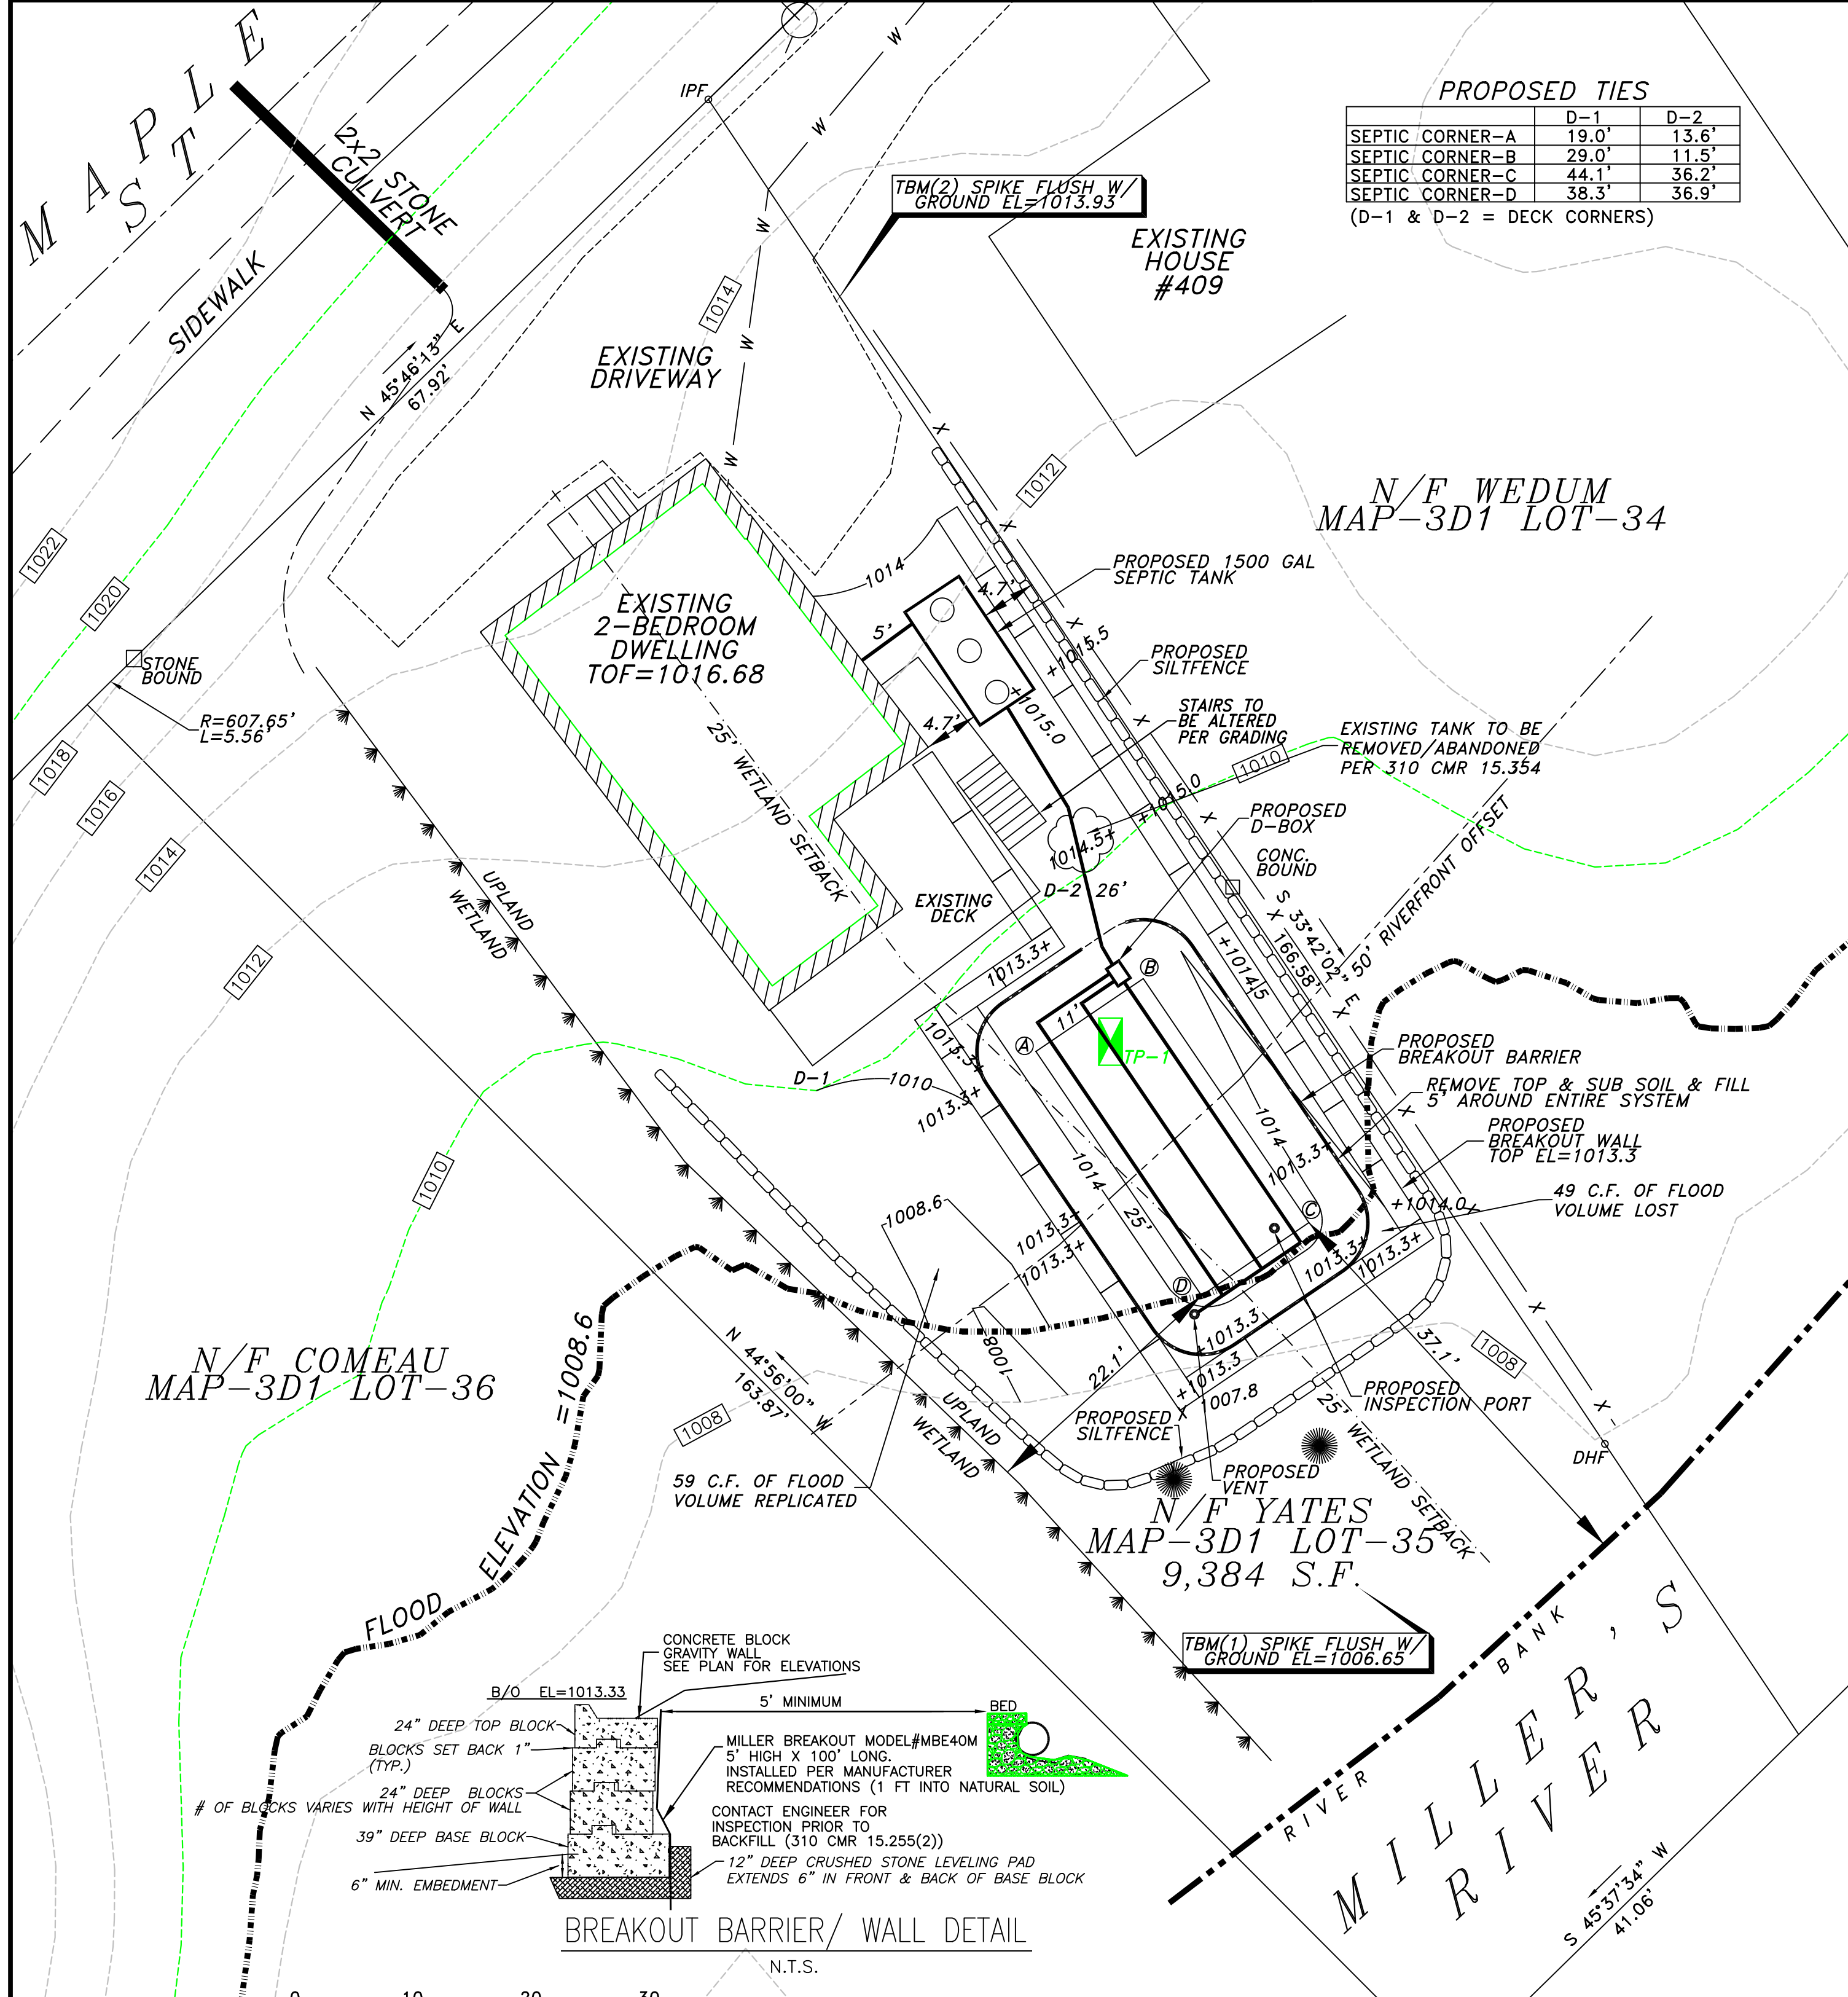 MAPLE
ST
2x2 STONE
CULVERT
SIDEWALK
N 45°46'13" E
67.92'
IPF
W
W
W
W
W
TBM(2) SPIKE FLUSH W/
GROUND EL=1013.93
PROPOSED TIES
D-1 D-2
SEPTIC CORNER-A 19.0' 13.6'
SEPTIC CORNER-B 29.0' 11.5'
SEPTIC CORNER-C 44.1' 36.2'
SEPTIC CORNER-D 38.3' 36.9'
(D-1 & D-2 = DECK CORNERS)
EXISTING
HOUSE
#409
1014
EXISTING
DRIVEWAY
1012
N/F WEDUM
MAP-3D1 LOT-34
1022
1020
1018
1016
1014
1012
1010
STONE
BOUND
R=607.65'
L=5.56'
EXISTING
2-BEDROOM
DWELLING
TOF=1016.68
25' WETLAND SETBACK
1014
5'
4.7'
4.7'
PROPOSED 1500 GAL
SEPTIC TANK
+1015.5
+1015.0
PROPOSED
SILTFENCE
STAIRS TO
BE ALTERED
PER GRADING
1010
EXISTING TANK TO BE
REMOVED/ABANDONED
PER 310 CMR 15.354
+1015.0
1014.5+
PROPOSED
D-BOX
CONC.
BOUND
D-2 26'
EXISTING
DECK
S 33°42'02" E
166.58'
50' RIVERFRONT OFFSET
UPLAND
WETLAND
1013.3+
1013.3+
1013.3+
+1014.5
A
B
C
D
11'
TP-1
D-1
1010
1014
1014
25'
PROPOSED
BREAKOUT BARRIER
REMOVE TOP & SUB SOIL & FILL
5' AROUND ENTIRE SYSTEM
PROPOSED
BREAKOUT WALL
TOP EL=1013.3
49 C.F. OF FLOOD
VOLUME LOST
+1014.0
1013.3+
1013.3+
1013.3+
1008.6
1013.3+
1013.3+
+1013.3
+1013.3
1007.8
1008
1008
1008
22.1'
37.1'
N 44°56'00" W
163.87'
N/F COMEAU
MAP-3D1 LOT-36
FLOOD ELEVATION =1008.6
UPLAND
WETLAND
PROPOSED
SILTFENCE
PROPOSED
INSPECTION PORT
PROPOSED
VENT
25' WETLAND SETBACK
DHF
X
X
X
X
X
X
X
X
X
X
X
X
59 C.F. OF FLOOD
VOLUME REPLICATED
N/F YATES
MAP-3D1 LOT-35
9,384 S.F.
TBM(1) SPIKE FLUSH W/
GROUND EL=1006.65
RIVER BANK
MILLER'S
RIVER
S 45°37'34" W
41.06'
CONCRETE BLOCK
GRAVITY WALL
SEE PLAN FOR ELEVATIONS
B/O EL=1013.33
5' MINIMUM
BED
24" DEEP TOP BLOCK
BLOCKS SET BACK 1"
(TYP.)
24" DEEP BLOCKS
# OF BLOCKS VARIES WITH HEIGHT OF WALL
39" DEEP BASE BLOCK
6" MIN. EMBEDMENT
MILLER BREAKOUT MODEL#MBE40M
5' HIGH X 100' LONG.
INSTALLED PER MANUFACTURER
RECOMMENDATIONS (1 FT INTO NATURAL SOIL)
CONTACT ENGINEER FOR
INSPECTION PRIOR TO
BACKFILL (310 CMR 15.255(2))
12" DEEP CRUSHED STONE LEVELING PAD
EXTENDS 6" IN FRONT & BACK OF BASE BLOCK
BREAKOUT BARRIER/ WALL DETAIL
N.T.S.
0 10 20 30